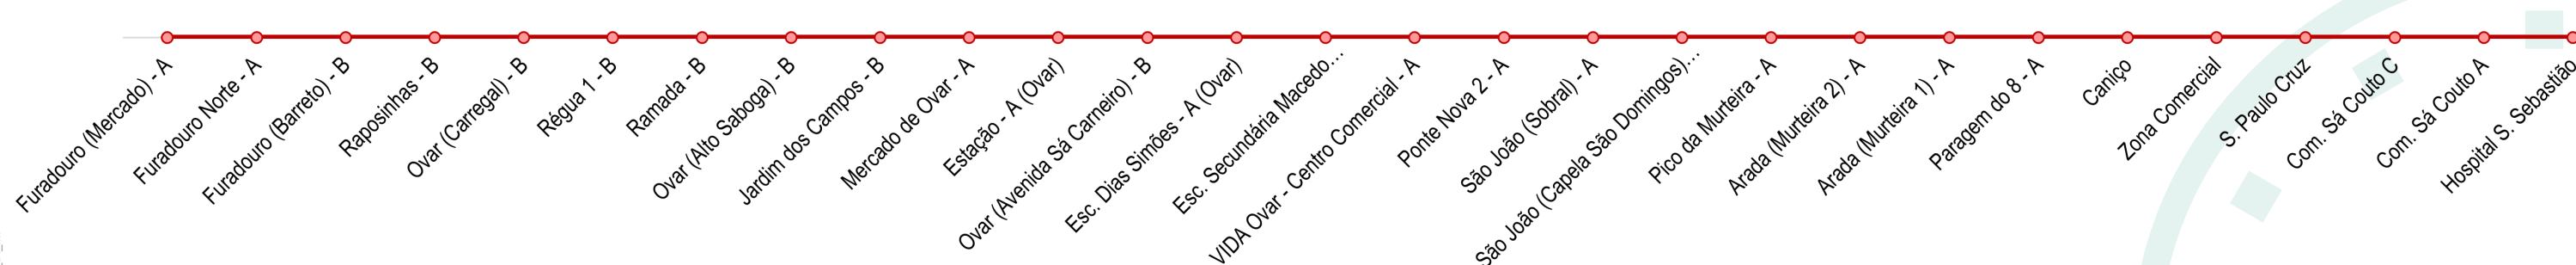 Furadouro (Mercado) - A
Furadouro Norte - A
Furadouro (Barreto) - B
Raposinhas - B
Ovar (Carregal) - B
Régua 1 - B
Ramada - B
Ovar (Alto Saboga) - B
Jardim dos Campos - B
Mercado de Ovar - A
Estação - A (Ovar)
Ovar (Avenida Sá Carneiro) - B
Esc. Dias Simões - A (Ovar)
Esc. Secundária Macedo...
VIDA Ovar - Centro Comercial - A
Ponte Nova 2 - A
São João (Sobral) - A
São João (Capela São Domingos)...
Pico da Murteira - A
Arada (Murteira 2) - A
Arada (Murteira 1) - A
Paragem do 8 - A
Caniço
Zona Comercial
S. Paulo Cruz
Com. Sá Couto C
Com. Sá Couto A
Hospital S. Sebastião